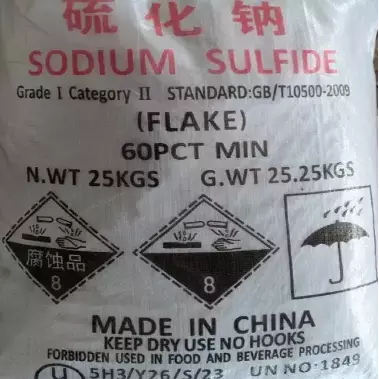 硫化钠
SODIUM SULFIDE
Grade I Category II STANDARD:GB/T10500-2009
(FLAKE)
60PCT MIN
N.WT 25KGS G.WT 25.25KGS
腐蚀品
8
8
MADE IN CHINA
KEEP DRY USE NO HOOKS
FORBIDDEN USED IN FOOD AND BEVERAGE PROCESSING
5H3/Y26/S/23 UN NO·1849